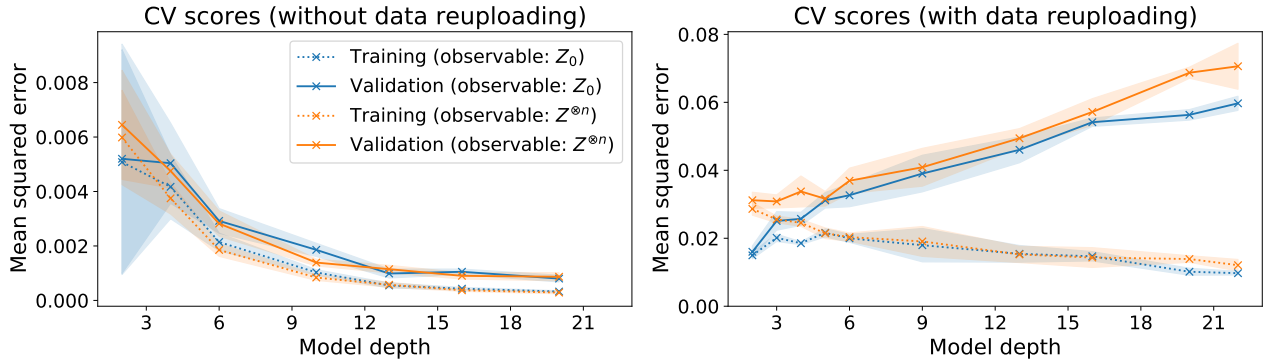 CV scores (without data reuploading)
Mean squared error
0.008
0.006
0.004
0.002
0.000
3 6 9 12 15 18 21
Model depth
Training (observable: Z₀)
Validation (observable: Z₀)
Training (observable: Z^⊗n)
Validation (observable: Z^⊗n)
CV scores (with data reuploading)
Mean squared error
0.08
0.06
0.04
0.02
0.00
3 6 9 12 15 18 21
Model depth